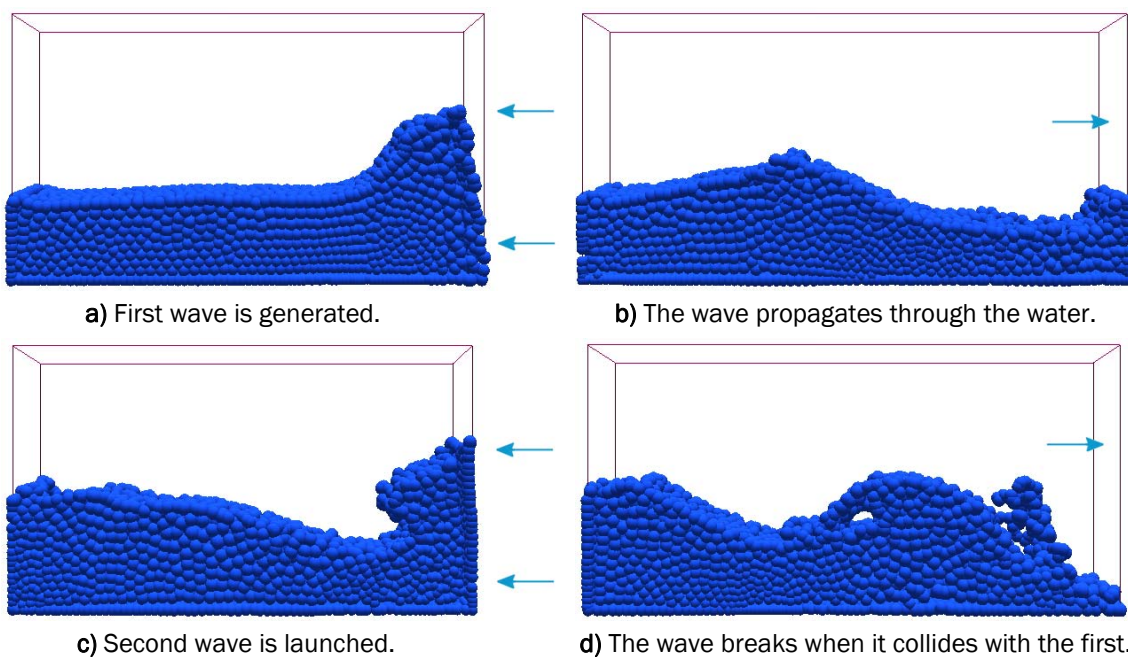 a) First wave is generated.
b) The wave propagates through the water.
c) Second wave is launched.
d) The wave breaks when it collides with the first.